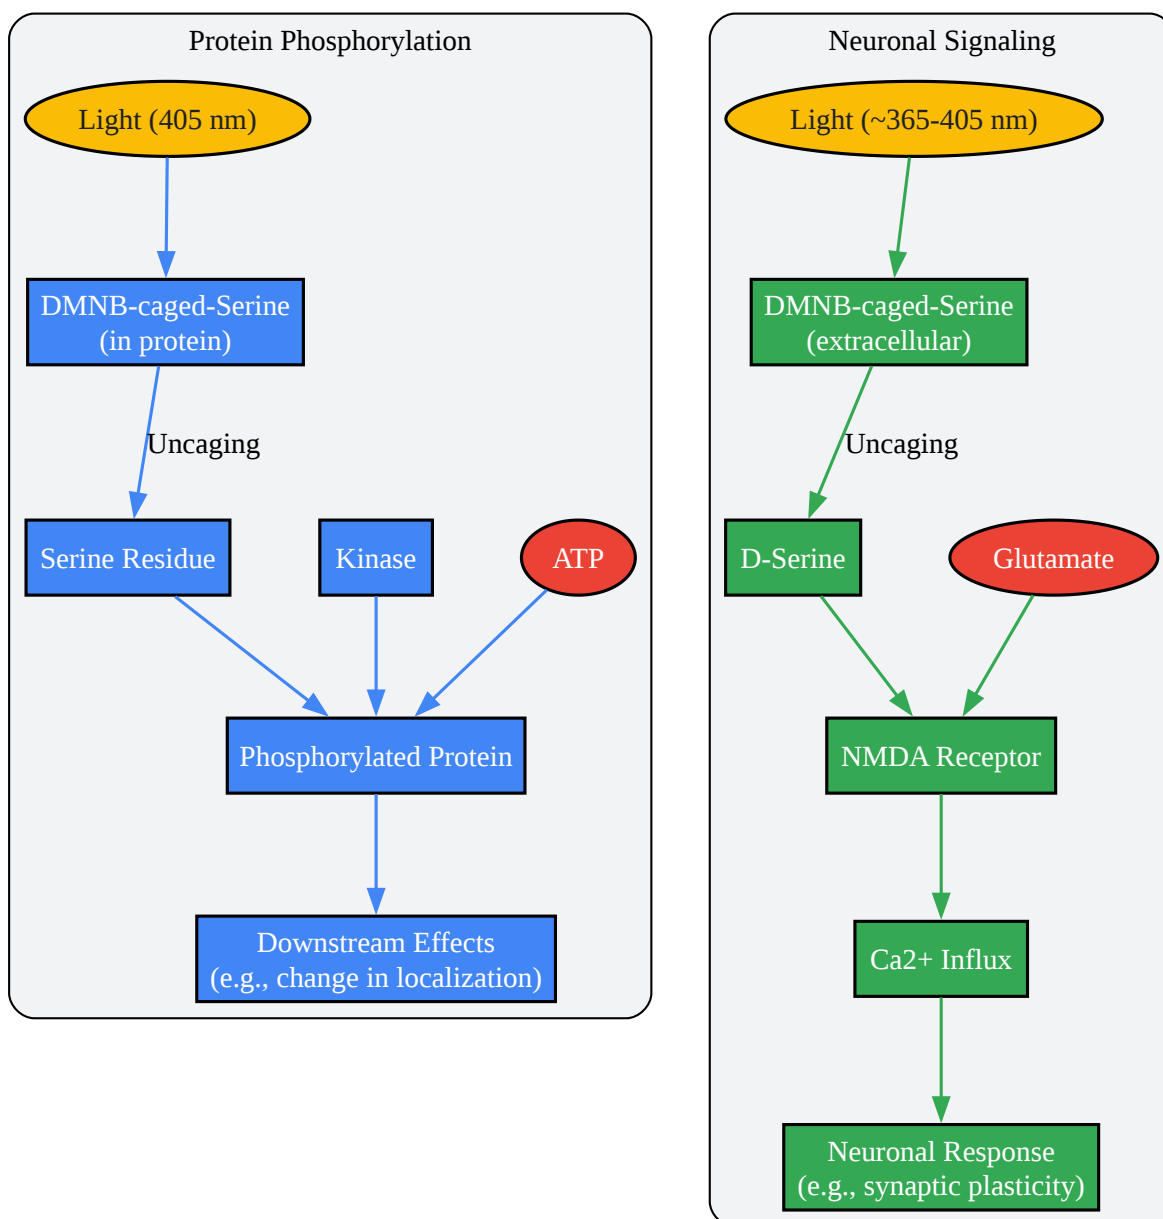 Protein Phosphorylation
Light (405 nm)
DMNB-caged-Serine
(in protein)
Uncaging
Serine Residue
Kinase
ATP
Phosphorylated Protein
Downstream Effects
(e.g., change in localization)
Neuronal Signaling
Light (~365-405 nm)
DMNB-caged-Serine
(extracellular)
Uncaging
D-Serine
Glutamate
NMDA Receptor
Ca2+ Influx
Neuronal Response
(e.g., synaptic plasticity)